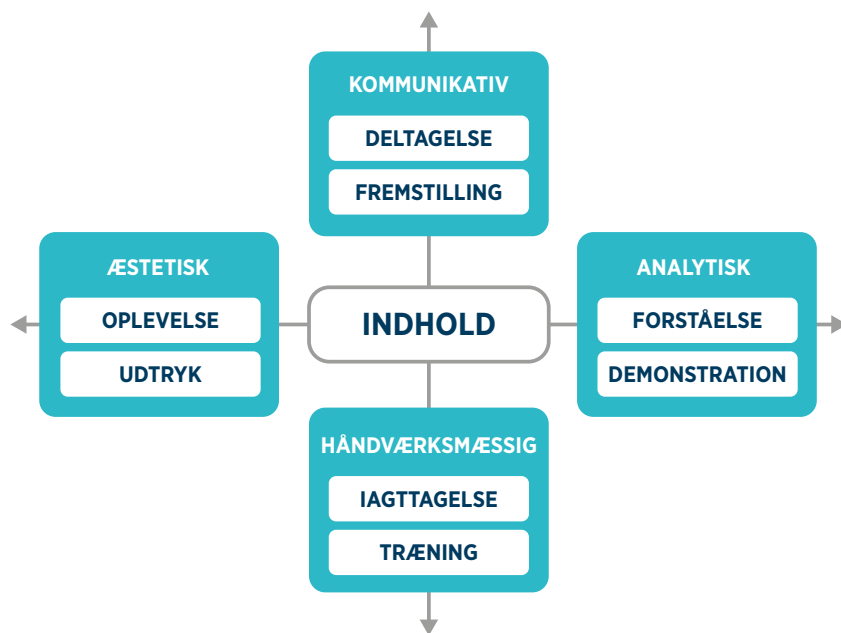 KOMMUNIKATIV
DELTAGELSE
FREMSTILLING
ÆSTETISK
OPLEVELSE
UDTRYK
INDHOLD
ANALYTISK
FORSTÅELSE
DEMONSTRATION
HÅNDVÆRKSMÆSSIG
IAGTTAGELSE
TRÆNING